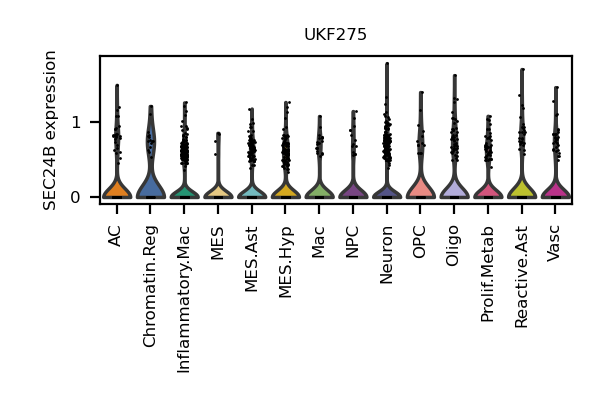 UKF275
SEC24B expression
1
0
AC
Chromatin.Reg
Inflammatory.Mac
MES
MES.Ast
MES.Hyp
Mac
NPC
Neuron
OPC
Oligo
Prolif.Metab
Reactive.Ast
Vasc